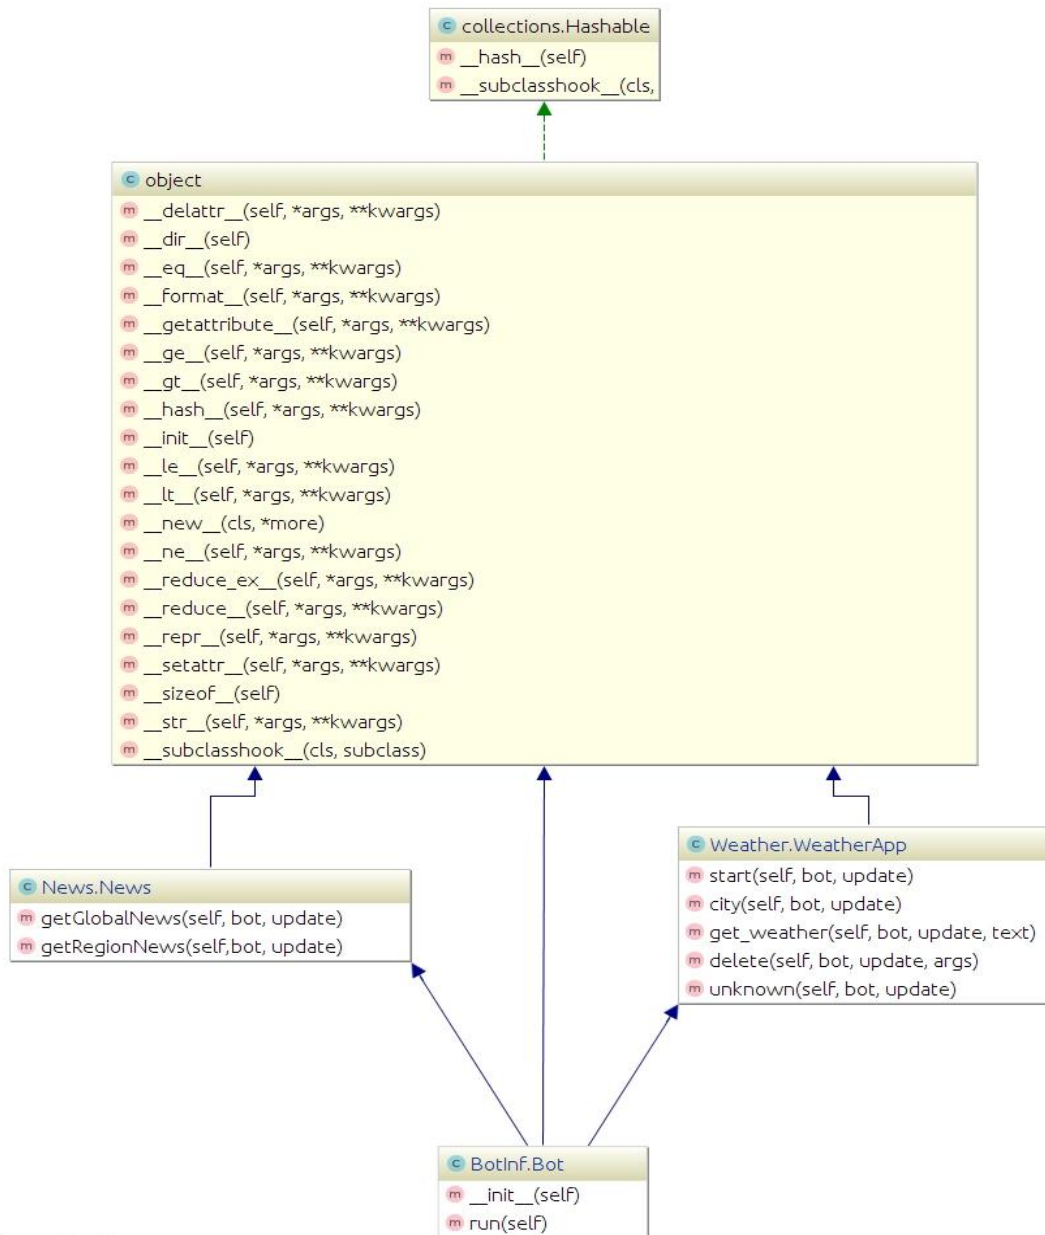 collections.Hashable
__hash__(self)
__subclasshook__(cls,
object
__delattr__(self, *args, **kwargs)
__dir__(self)
__eq__(self, *args, **kwargs)
__format__(self, *args, **kwargs)
__getattribute__(self, *args, **kwargs)
__ge__(self, *args, **kwargs)
__gt__(self, *args, **kwargs)
__hash__(self, *args, **kwargs)
__init__(self)
__le__(self, *args, **kwargs)
__lt__(self, *args, **kwargs)
__new__(cls, *more)
__ne__(self, *args, **kwargs)
__reduce_ex__(self, *args, **kwargs)
__reduce__(self, *args, **kwargs)
__repr__(self, *args, **kwargs)
__setattr__(self, *args, **kwargs)
__sizeof__(self)
__str__(self, *args, **kwargs)
__subclasshook__(cls, subclass)
News.News
getGlobalNews(self, bot, update)
getRegionNews(self,bot, update)
Weather.WeatherApp
start(self, bot, update)
city(self, bot, update)
get_weather(self, bot, update, text)
delete(self, bot, update, args)
unknown(self, bot, update)
BotInf.Bot
__init__(self)
run(self)